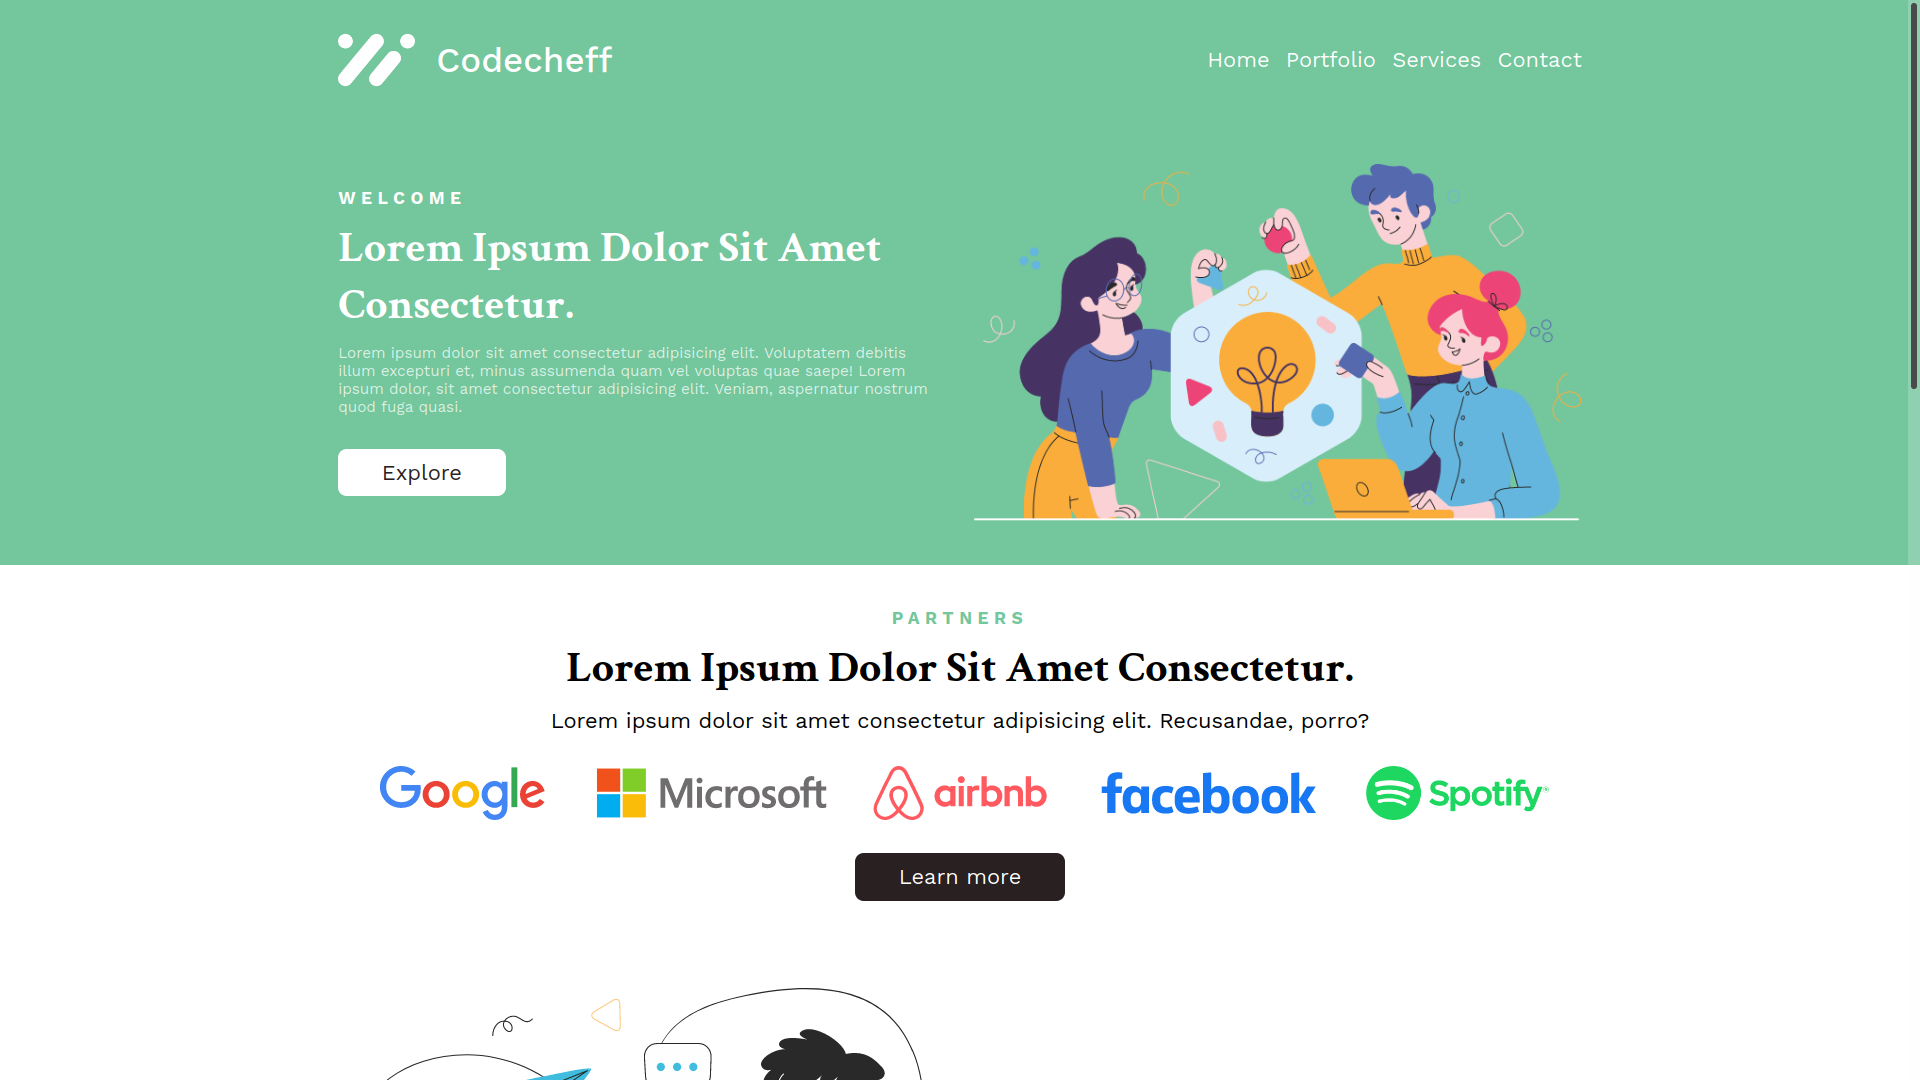 Codecheff
Home Portfolio Services Contact
WELCOME
Lorem Ipsum Dolor Sit Amet
Consectetur.
Lorem ipsum dolor sit amet consectetur adipisicing elit. Voluptatem debitis
illum excepturi et, minus assumenda quam vel voluptas quae saepe! Lorem
ipsum dolor, sit amet consectetur adipisicing elit. Veniam, aspernatur nostrum
quod fuga quasi.
Explore
PARTNERS
Lorem Ipsum Dolor Sit Amet Consectetur.
Lorem ipsum dolor sit amet consectetur adipisicing elit. Recusandae, porro?
Google Microsoft airbnb facebook Spotify
Learn more